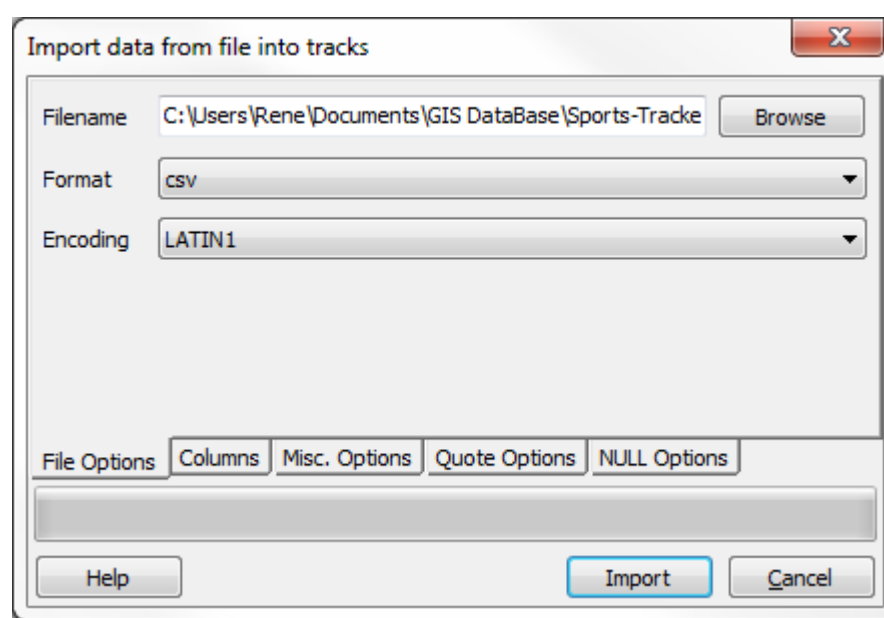 Import data from file into tracks
Filename C:\Users\Rene\Documents\GIS DataBase\Sports-Tracke Browse
Format csv
Encoding LATIN1
File Options Columns Misc. Options Quote Options NULL Options
Help Import Cancel